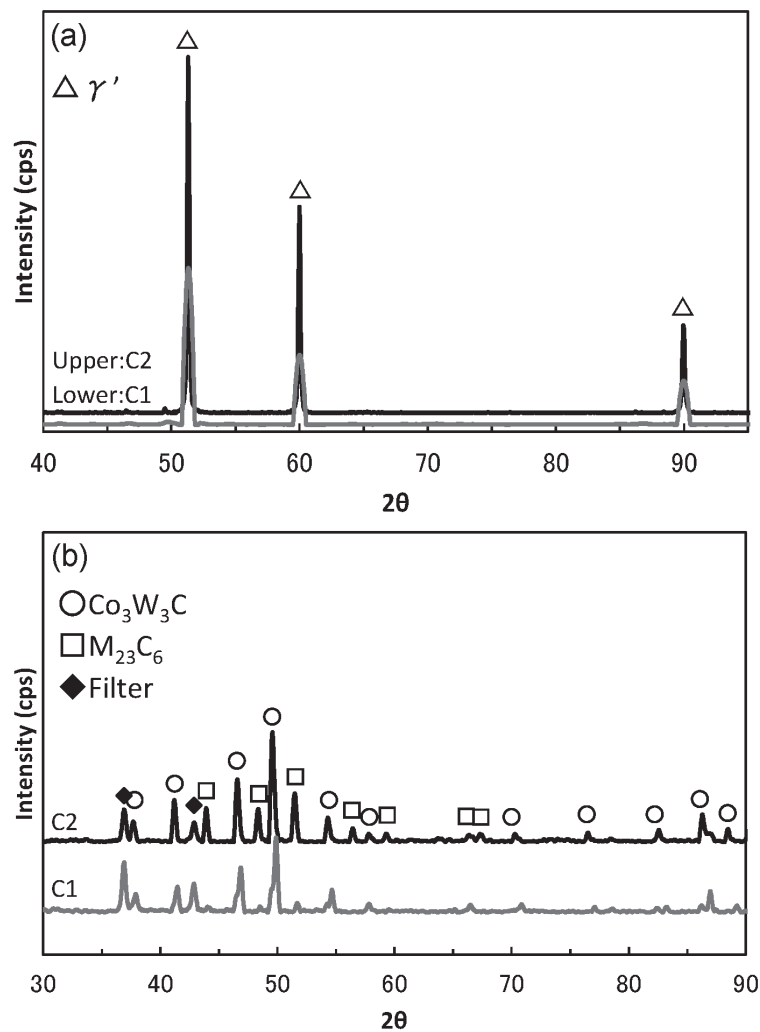 (a)
△ γ'
Intensity (cps)
Upper:C2
Lower:C1
40 50 60 70 80 90
2θ
(b)
○ Co₃W₃C
□ M₂₃C₆
◆ Filter
Intensity (cps)
C2
C1
30 40 50 60 70 80 90
2θ